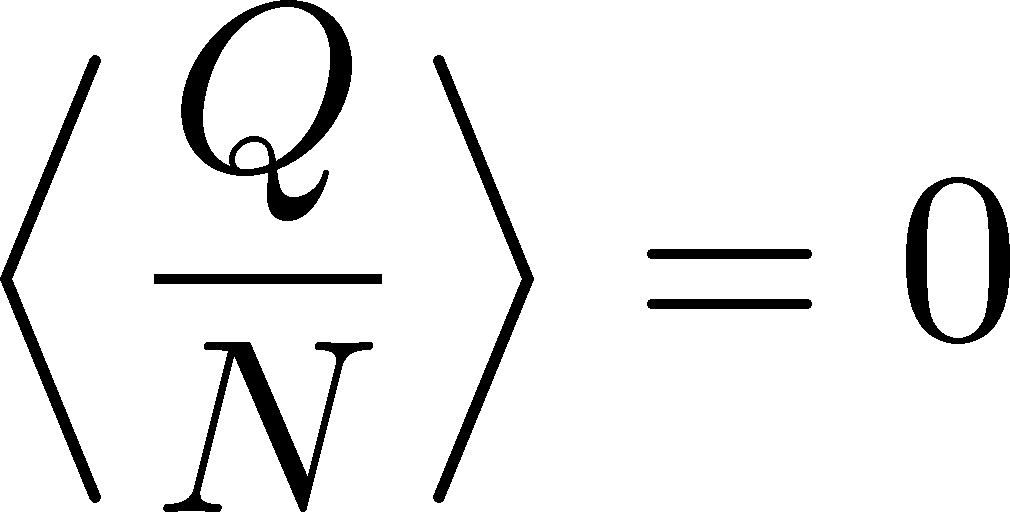 ⟨Q/N⟩ = 0